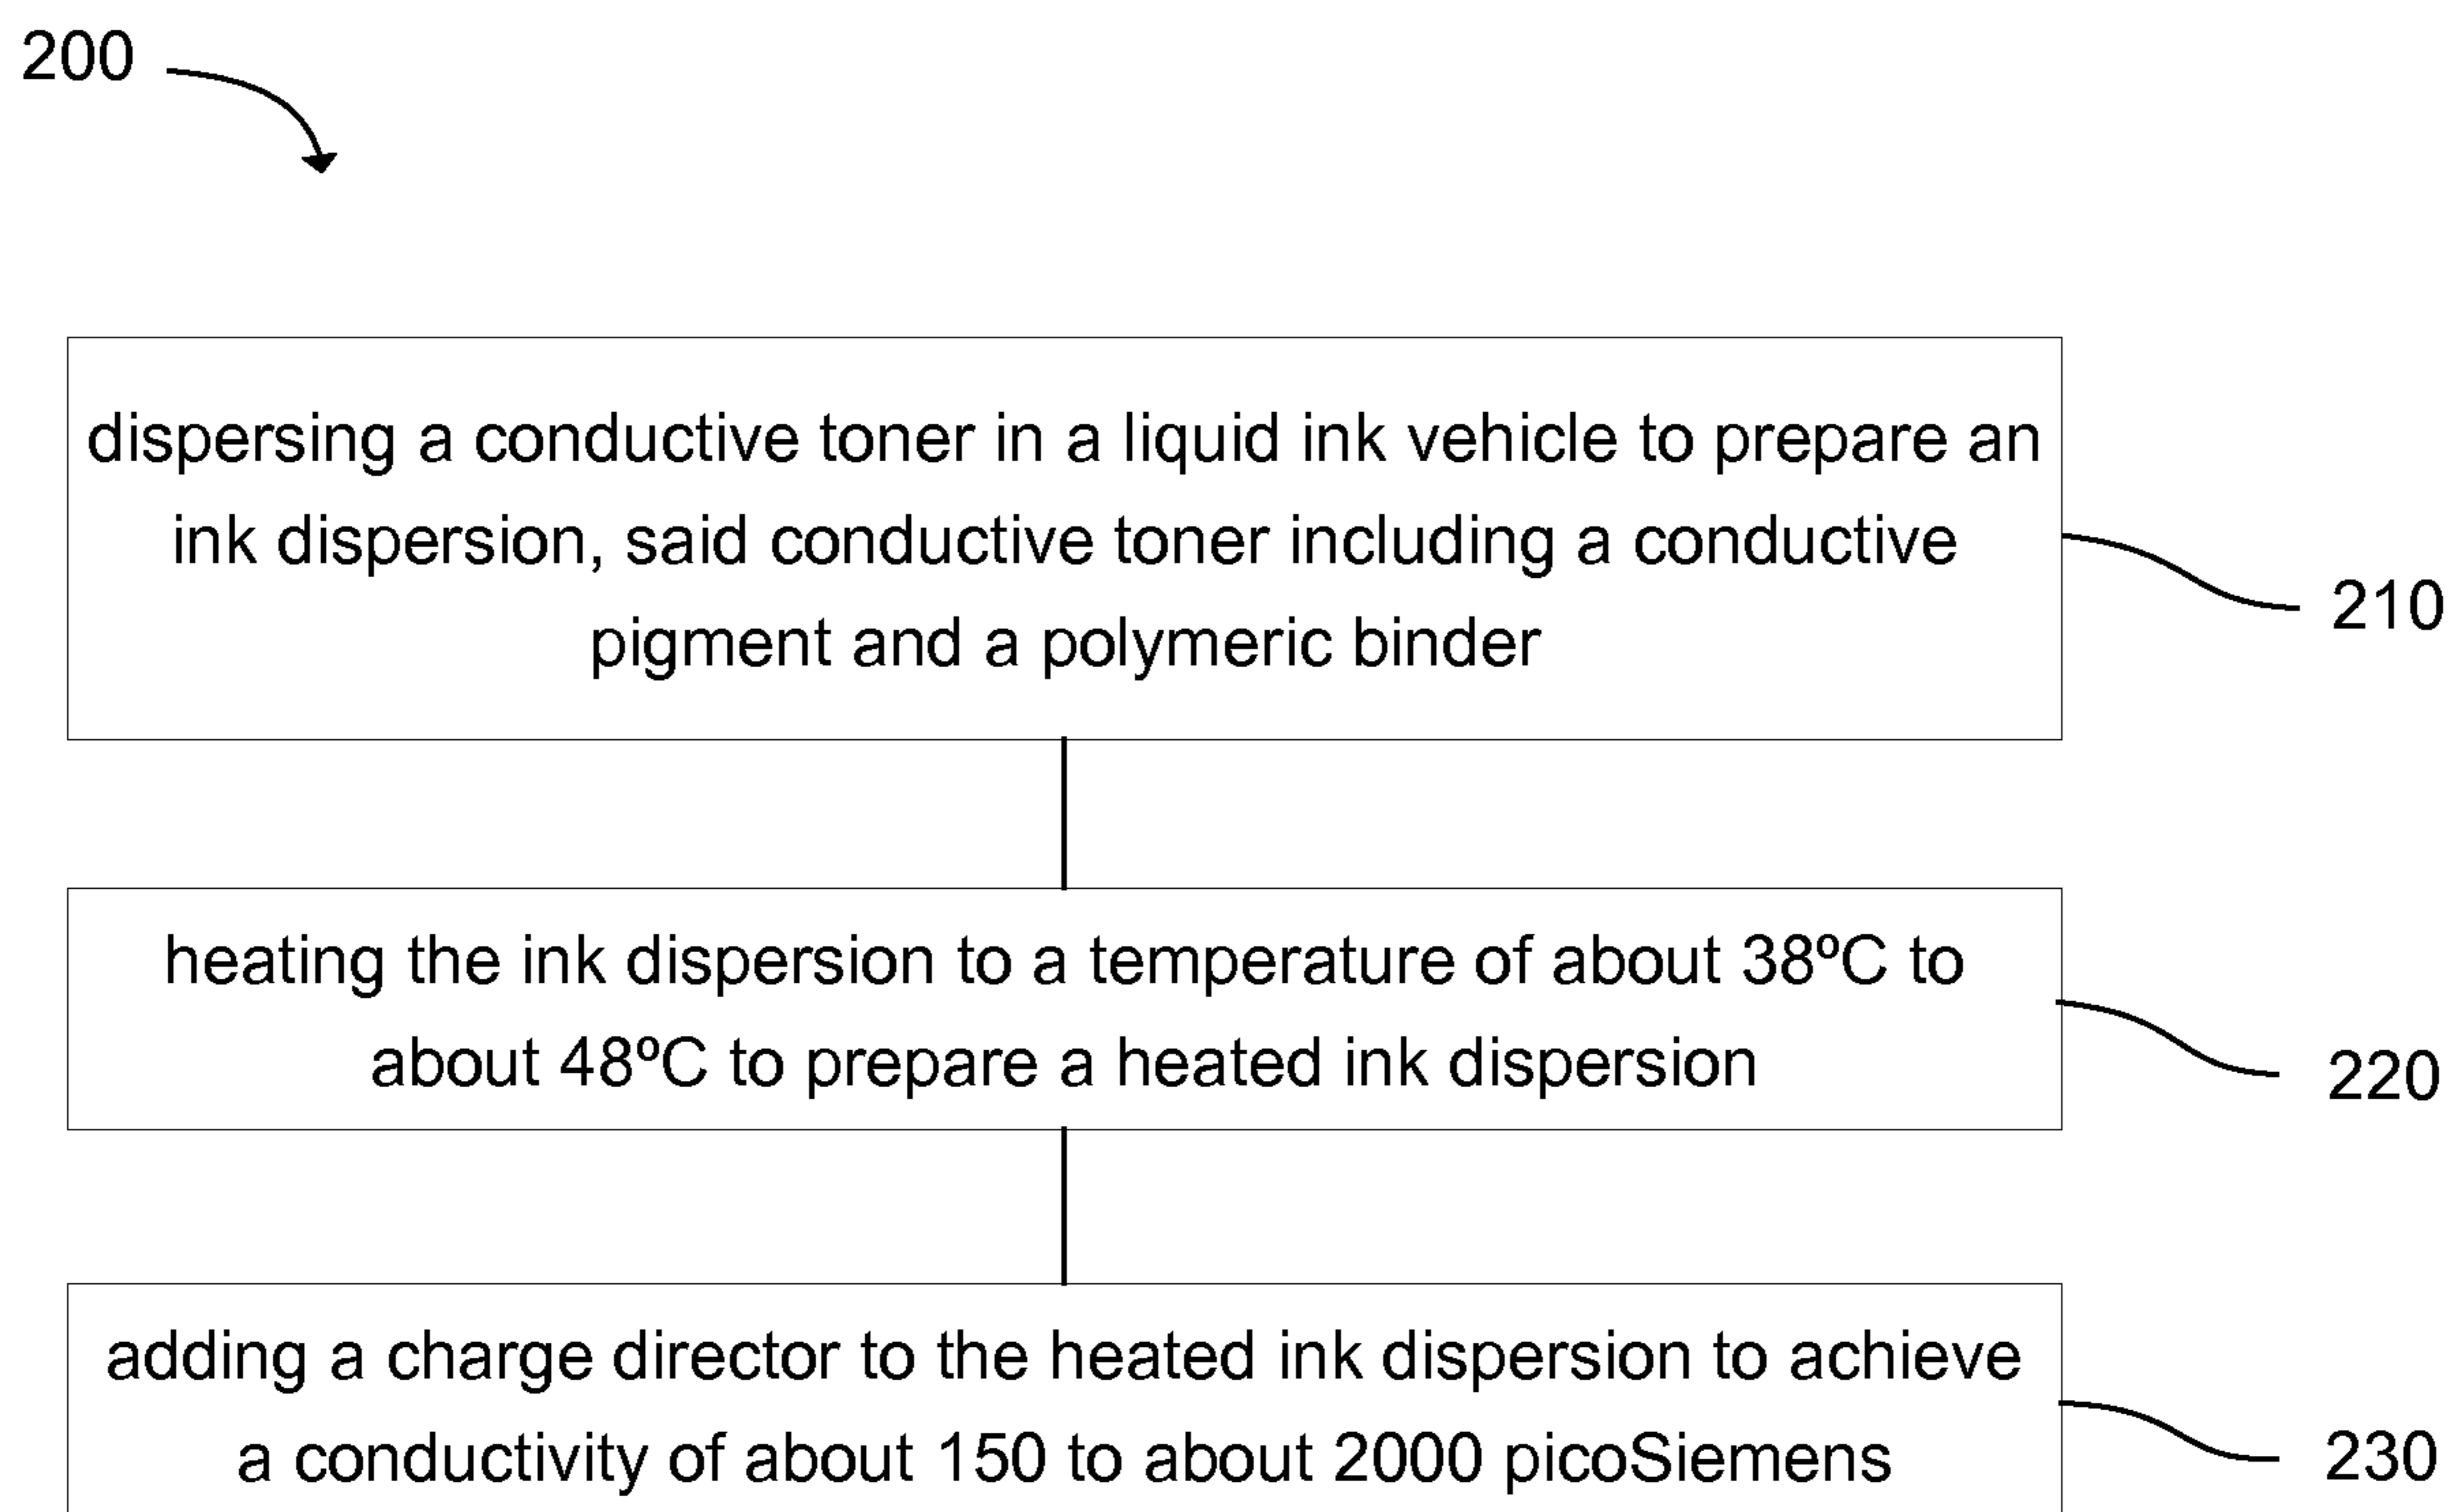 200
dispersing a conductive toner in a liquid ink vehicle to prepare an
ink dispersion, said conductive toner including a conductive
pigment and a polymeric binder
210
heating the ink dispersion to a temperature of about 38ºC to
about 48ºC to prepare a heated ink dispersion
220
adding a charge director to the heated ink dispersion to achieve
a conductivity of about 150 to about 2000 picoSiemens
230